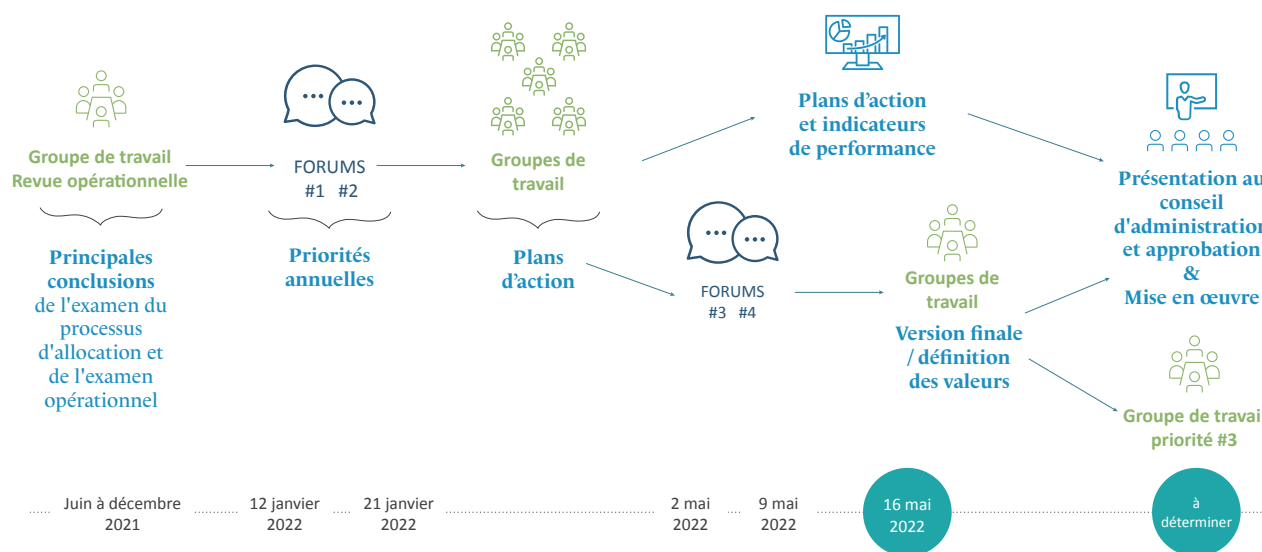 Groupe de travail
Revue opérationnelle
Principales
conclusions
de l'examen du
processus
d'allocation et
de l'examen
opérationnel
FORUMS
#1 #2
Priorités
annuelles
Groupes de
travail
Plans
d'action
Plans d'action
et indicateurs
de performance
FORUMS
#3 #4
Groupes de
travail
Version finale
/ définition
des valeurs
Présentation au
conseil
d'administration
et approbation
&
Mise en œuvre
Groupe de travail
priorité #3
Juin à décembre
2021
12 janvier
2022
21 janvier
2022
2 mai
2022
9 mai
2022
16 mai
2022
à
déterminer